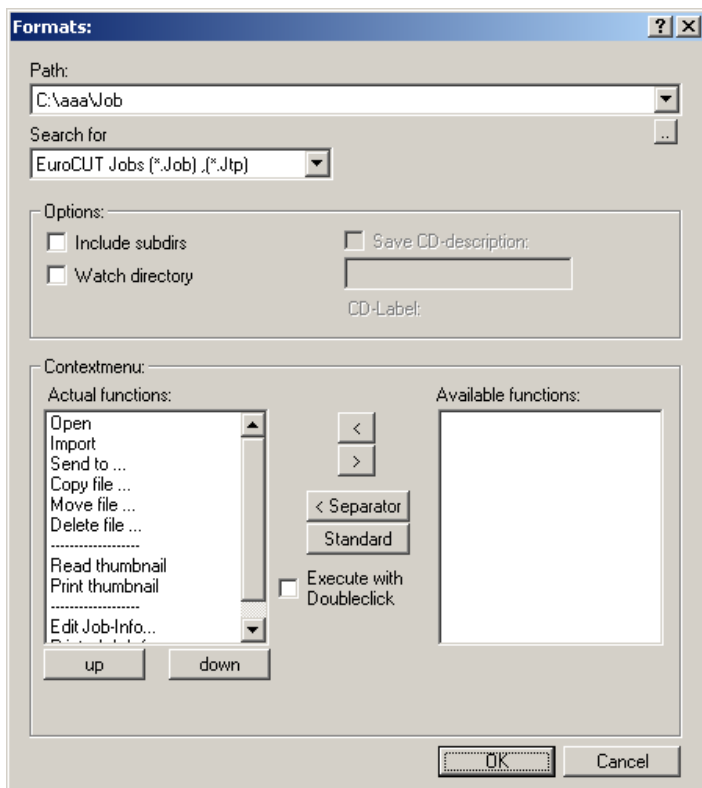 Formats:
Path:
C:\aaa\Job
Search for
..
EuroCUT Jobs (*.Job) ,(*.Jtp)
Options:
Include subdirs
Save CD-description:
Watch directory
CD-Label:
Contextmenu:
Actual functions:
Available functions:
Open
Import
Send to ...
Copy file ...
Move file ...
Delete file ...
-------------------
Read thumbnail
Print thumbnail
-------------------
Edit Job-Info...
<
>
< Separator
Standard
Execute with
Doubleclick
up
down
OK
Cancel